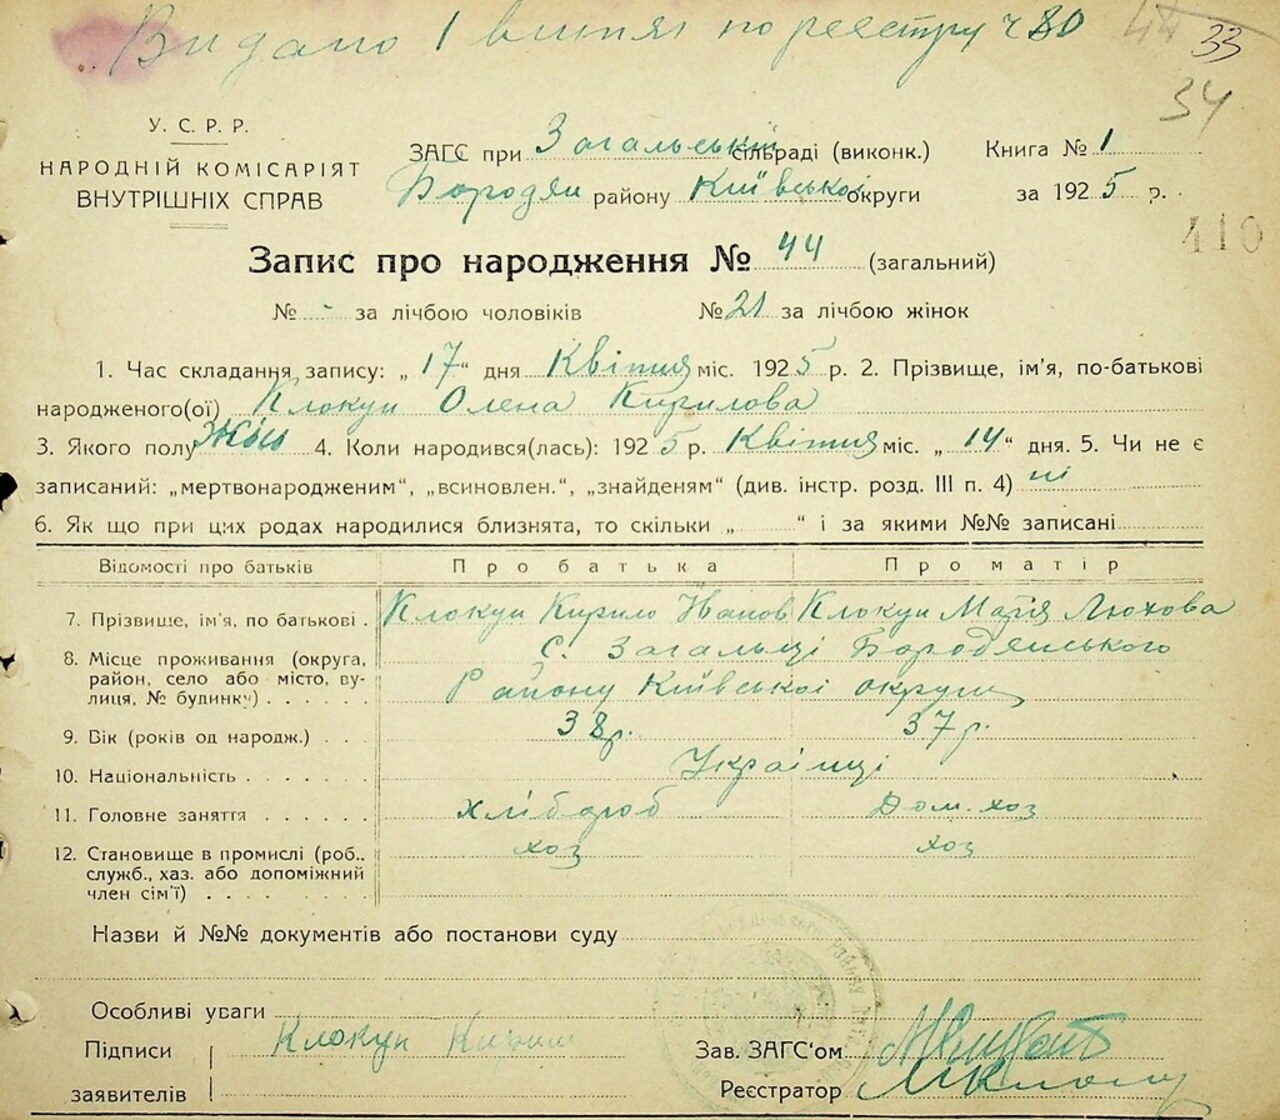 Видано 1 витяг по реєстру ч 80
33
34
У. С. Р. Р.
НАРОДНІЙ КОМІСАРІЯТ
ВНУТРІШНІХ СПРАВ
ЗАГС при Загальській сільраді (виконк.) Книга № 1
Бородян району Київської округи за 1925 р.
410
Запис про народження № 44 (загальний)
№ - за лічбою чоловіків № 21 за лічбою жінок
1. Час складання запису: „17“ дня Квітня міс. 1925 р. 2. Прізвище, ім'я, по-батькові
народженого(ої) Клокун Олена Кирилова
3. Якого полу Жін 4. Коли народився(лась): 1925 р. Квітня міс. „14“ дня. 5. Чи не є
записаний: „мертвонародженим“, „всиновлен.“, „знайденям“ (див. інстр. розд. III п. 4) ні
6. Як що при цих родах народилися близнята, то скільки „ “ і за якими №№ записані
Відомості про батьків Про батька Про матір
7. Прізвище, ім'я, по батькові . Клокун Кирило Іванов Клокун Марія Люхова
8. Місце проживання (округа, район, село або місто, вулиця, № будинку) . . . . . . с. Загальці Бородянського
Району Київської округи
9. Вік (років од народж.) . . . 38 р. 37 р.
10. Національність . . . . . . . Українці
11. Головне заняття . . . . . . хлібороб Дом. хоз
12. Становище в промислі (роб., служб., хаз. або допоміжний член сім'ї) . . . . хоз хоз
Назви й №№ документів або постанови суду
Особливі уваги
Підписи Клокун Кирило Зав. ЗАГС'ом
заявителів Реєстратор